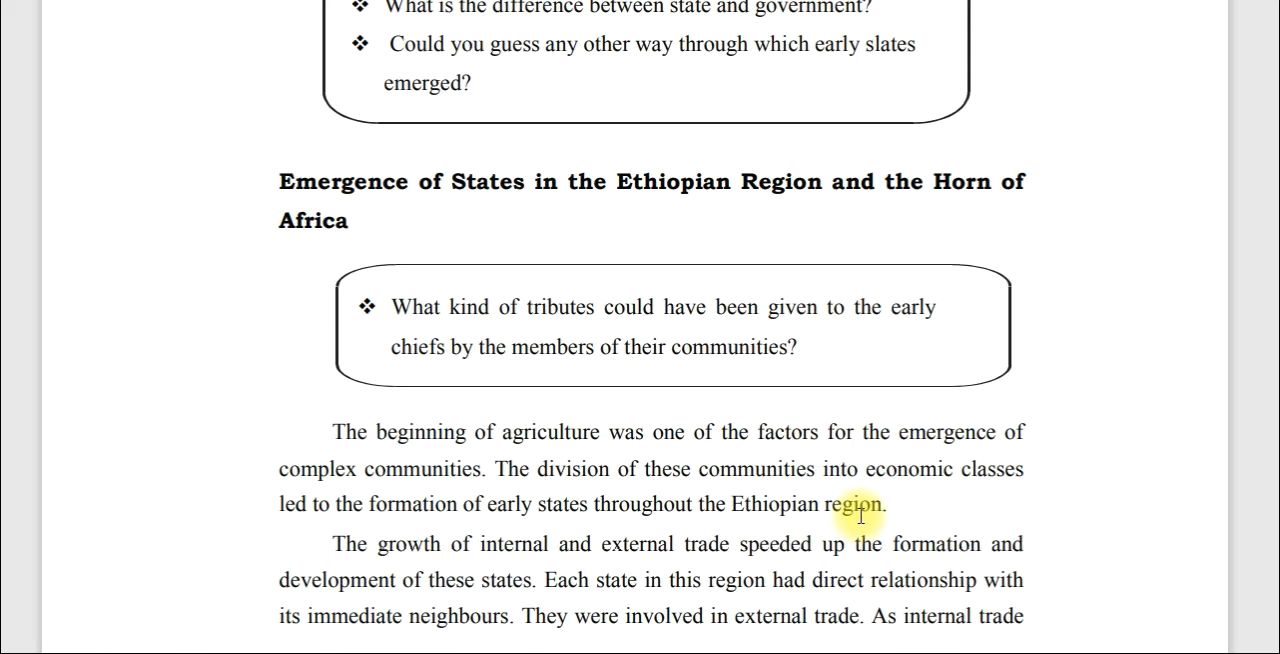 ❖ What is the difference between state and government?
❖ Could you guess any other way through which early slates
emerged?
Emergence of States in the Ethiopian Region and the Horn of
Africa
❖ What kind of tributes could have been given to the early
chiefs by the members of their communities?
The beginning of agriculture was one of the factors for the emergence of
complex communities. The division of these communities into economic classes
led to the formation of early states throughout the Ethiopian region.
The growth of internal and external trade speeded up the formation and
development of these states. Each state in this region had direct relationship with
its immediate neighbours. They were involved in external trade. As internal trade